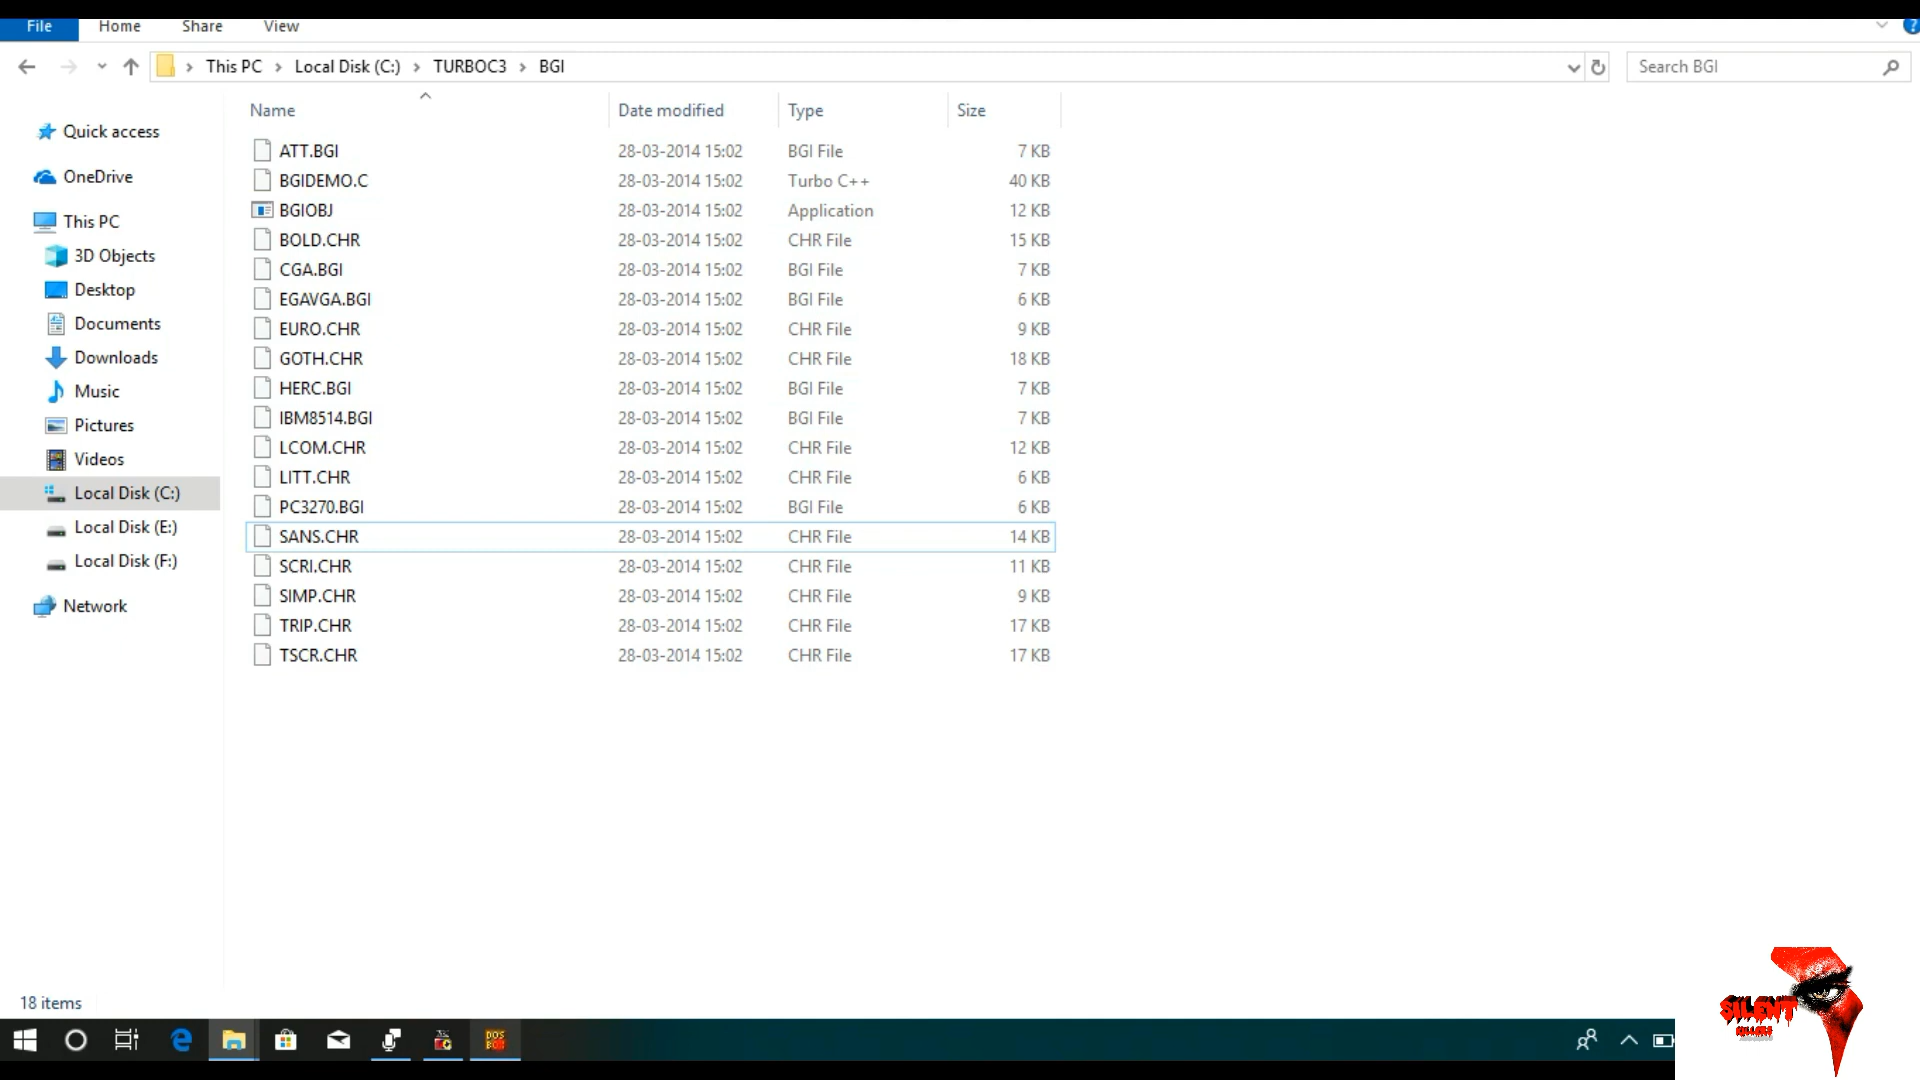 File Home Share View
This PC Local Disk (C:) TURBOC3 BGI Search BGI
Name Date modified Type Size
Quick access
OneDrive
This PC
3D Objects
Desktop
Documents
Downloads
Music
Pictures
Videos
Local Disk (C:)
Local Disk (E:)
Local Disk (F:)
Network
ATT.BGI 28-03-2014 15:02 BGI File 7 KB
BGIDEMO.C 28-03-2014 15:02 Turbo C++ 40 KB
BGIOBJ 28-03-2014 15:02 Application 12 KB
BOLD.CHR 28-03-2014 15:02 CHR File 15 KB
CGA.BGI 28-03-2014 15:02 BGI File 7 KB
EGAVGA.BGI 28-03-2014 15:02 BGI File 6 KB
EURO.CHR 28-03-2014 15:02 CHR File 9 KB
GOTH.CHR 28-03-2014 15:02 CHR File 18 KB
HERC.BGI 28-03-2014 15:02 BGI File 7 KB
IBM8514.BGI 28-03-2014 15:02 BGI File 7 KB
LCOM.CHR 28-03-2014 15:02 CHR File 12 KB
LITT.CHR 28-03-2014 15:02 CHR File 6 KB
PC3270.BGI 28-03-2014 15:02 BGI File 6 KB
SANS.CHR 28-03-2014 15:02 CHR File 14 KB
SCRI.CHR 28-03-2014 15:02 CHR File 11 KB
SIMP.CHR 28-03-2014 15:02 CHR File 9 KB
TRIP.CHR 28-03-2014 15:02 CHR File 17 KB
TSCR.CHR 28-03-2014 15:02 CHR File 17 KB
18 items
DOS
BOX
SILENT